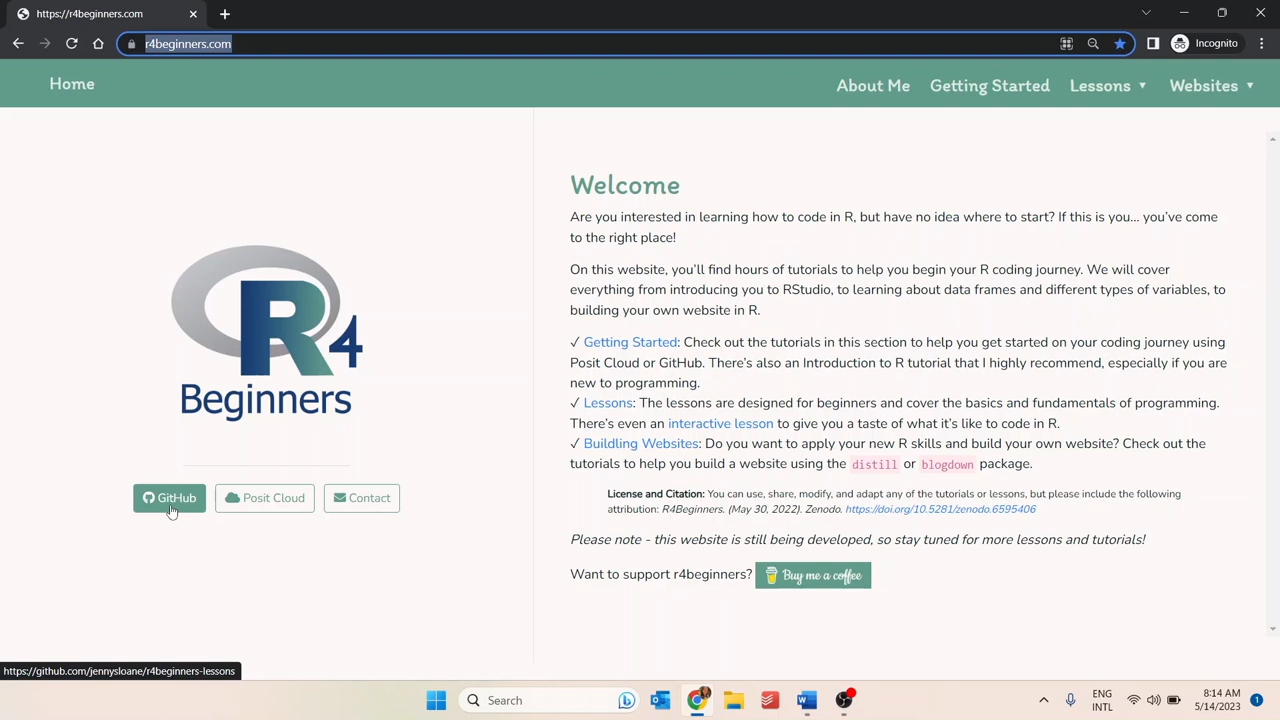 https://r4beginners.com
r4beginners.com
Incognito
Home
About Me
Getting Started
Lessons ▼
Websites ▼
R4
Beginners
GitHub
Posit Cloud
Contact
Welcome
Are you interested in learning how to code in R, but have no idea where to start? If this is you... you've come
to the right place!
On this website, you'll find hours of tutorials to help you begin your R coding journey. We will cover
everything from introducing you to RStudio, to learning about data frames and different types of variables, to
building your own website in R.
✓ Getting Started: Check out the tutorials in this section to help you get started on your coding journey using
Posit Cloud or GitHub. There's also an Introduction to R tutorial that I highly recommend, especially if you are
new to programming.
✓ Lessons: The lessons are designed for beginners and cover the basics and fundamentals of programming.
There's even an interactive lesson to give you a taste of what it's like to code in R.
✓ Buildling Websites: Do you want to apply your new R skills and build your own website? Check out the
tutorials to help you build a website using the distill or blogdown package.
License and Citation: You can use, share, modify, and adapt any of the tutorials or lessons, but please include the following
attribution: R4Beginners. (May 30, 2022). Zenodo. https://doi.org/10.5281/zenodo.6595406
Please note - this website is still being developed, so stay tuned for more lessons and tutorials!
Want to support r4beginners? Buy me a coffee
https://github.com/jennysloane/r4beginners-lessons
Search
ENG
INTL
8:14 AM
5/14/2023
1